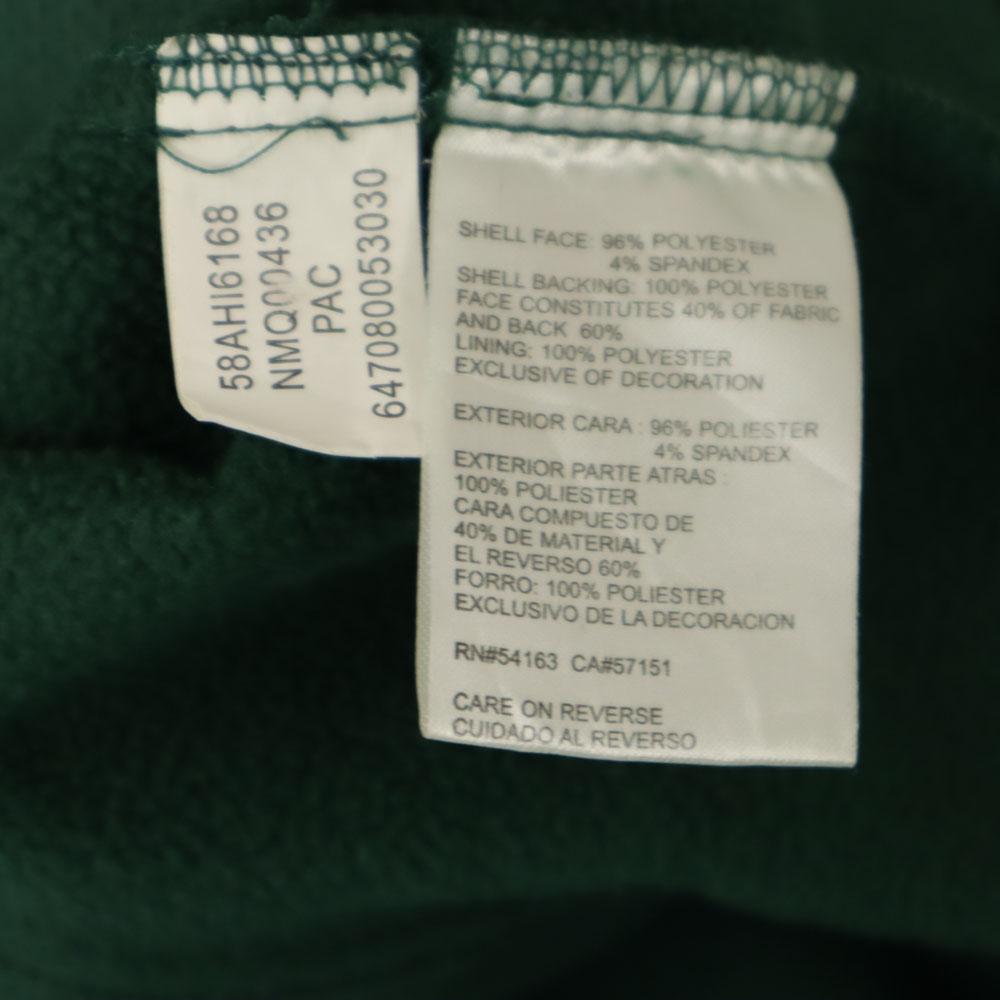 58AHI6168
NMQ00436
PAC
647080053030
SHELL FACE: 96% POLYESTER
4% SPANDEX
SHELL BACKING: 100% POLYESTER
FACE CONSTITUTES 40% OF FABRIC
AND BACK 60%
LINING: 100% POLYESTER
EXCLUSIVE OF DECORATION
EXTERIOR CARA : 96% POLIESTER
4% SPANDEX
EXTERIOR PARTE ATRAS :
100% POLIESTER
CARA COMPUESTO DE
40% DE MATERIAL Y
EL REVERSO 60%
FORRO: 100% POLIESTER
EXCLUSIVO DE LA DECORACION
RN#54163 CA#57151
CARE ON REVERSE
CUIDADO AL REVERSO